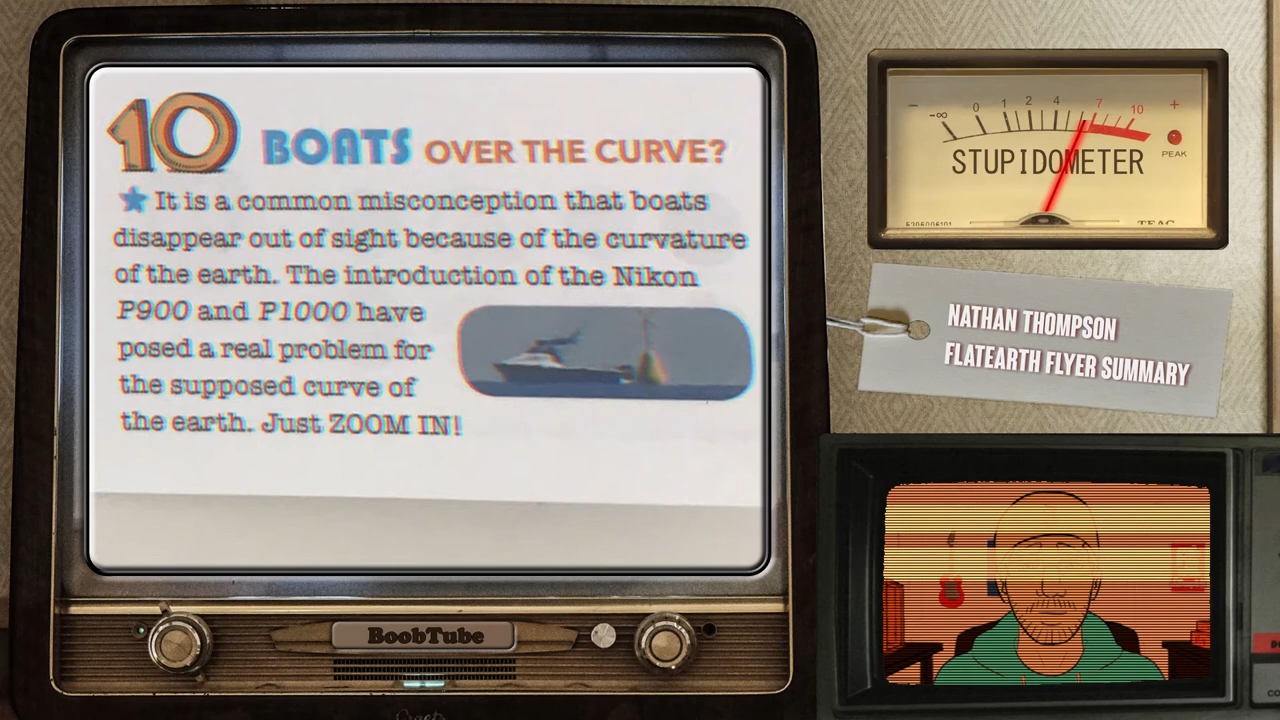 10 BOATS OVER THE CURVE?
It is a common misconception that boats
disappear out of sight because of the curvature
of the earth. The introduction of the Nikon
P900 and P1000 have
posed a real problem for
the supposed curve of
the earth. Just ZOOM IN!
BoobTube
- -∞ 0 1 2 4 7 10 +
PEAK
STUPIDOMETER
TEAC
NATHAN THOMPSON
FLATEARTH FLYER SUMMARY